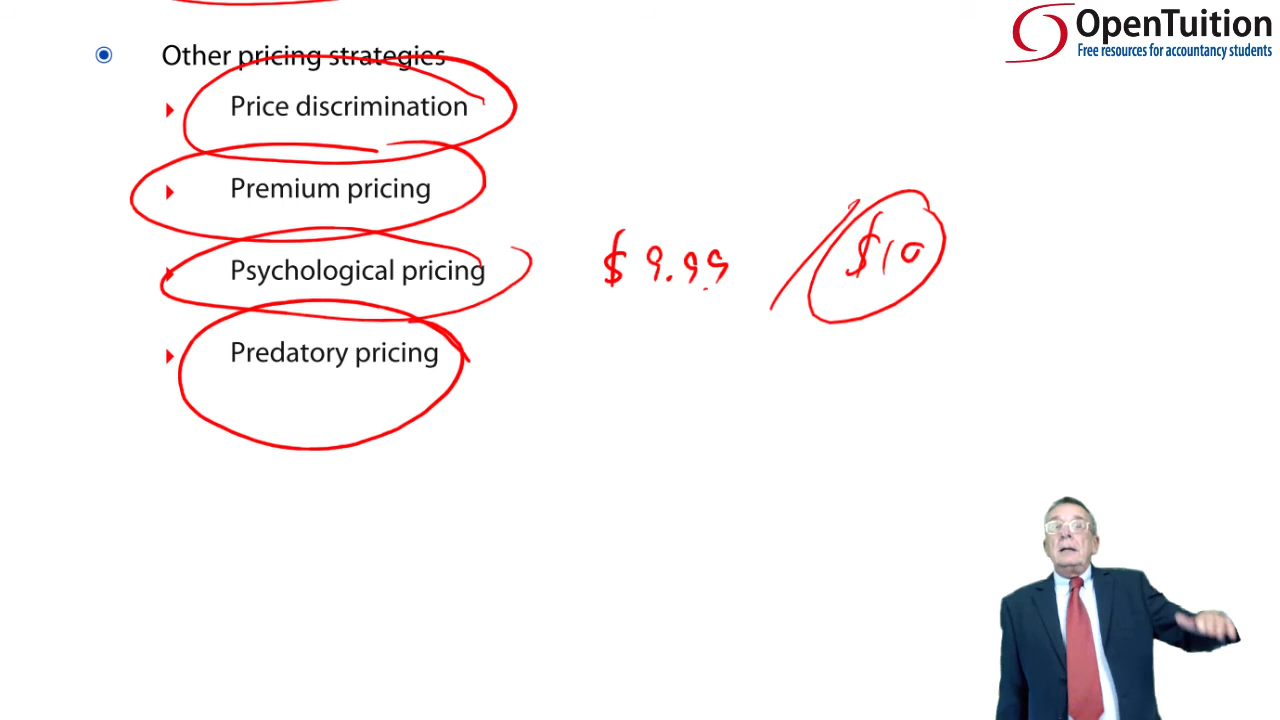 OpenTuition
Free resources for accountancy students
Other pricing strategies
Price discrimination
Premium pricing
Psychological pricing
$9.99
$10
Predatory pricing